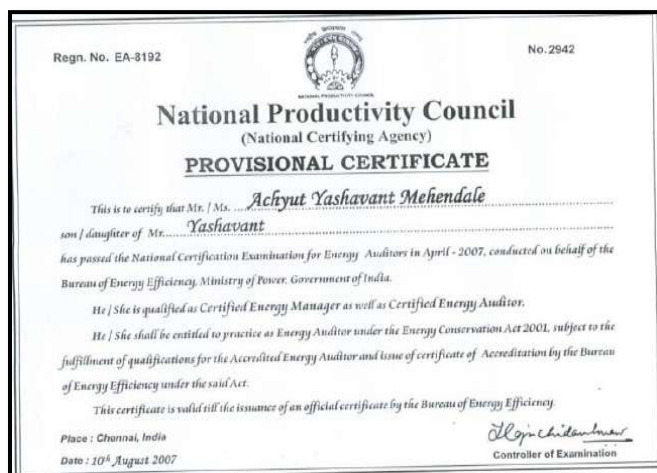 Regn. No. EA-8192
No. 2942
NATIONAL PRODUCTIVITY COUNCIL
National Productivity Council
(National Certifying Agency)
PROVISIONAL CERTIFICATE
This is to certify that Mr. / Ms. Achyut Yashavant Mehendale
son / daughter of Mr. Yashavant
has passed the National Certification Examination for Energy Auditors in April - 2007, conducted on behalf of the
Bureau of Energy Efficiency, Ministry of Power, Government of India.
He / She is qualified as Certified Energy Manager as well as Certified Energy Auditor.
He / She shall be entitled to practice as Energy Auditor under the Energy Conservation Act 2001, subject to the
fulfillment of qualifications for the Accredited Energy Auditor and issue of certificate of Accreditation by the Bureau
of Energy Efficiency under the said Act.
This certificate is valid till the issuance of an official certificate by the Bureau of Energy Efficiency.
Place : Chennai, India
Date : 10th August 2007
Controller of Examination